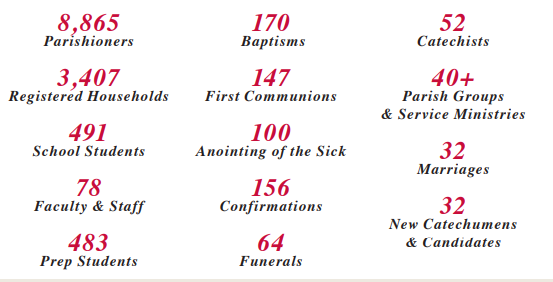 8,865
Parishioners
3,407
Registered Households
491
School Students
78
Faculty & Staff
483
Prep Students
170
Baptisms
147
First Communions
100
Anointing of the Sick
156
Confirmations
64
Funerals
52
Catechists
40+
Parish Groups
& Service Ministries
32
Marriages
32
New Catechumens
& Candidates